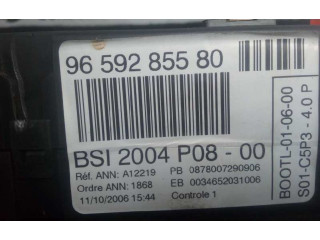 96 592 855 80
BSI 2004 P08 - 00
Réf. ANN: A12219 PB 0878007290906
Ordre ANN: 1868 EB 0034652031006
11/10/2006 15:44 Controle 1
BOOTL-01-06-00
S01-C5P3 - 4.0 P